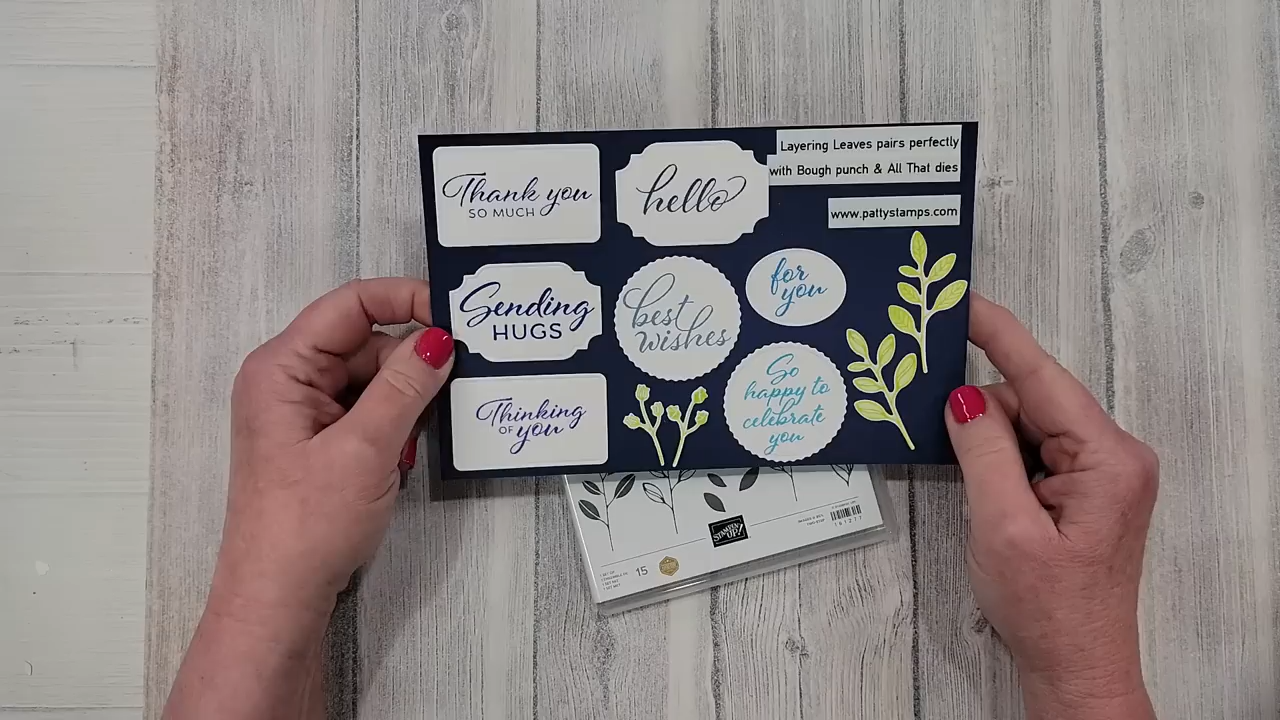 Layering Leaves pairs perfectly
with Bough punch & All That dies
www.pattystamps.com
Thank you
SO MUCH
hello
Sending
HUGS
best
wishes
for
you
Thinking
OF you
So
happy to
celebrate
you
STAMPIN' UP!
15